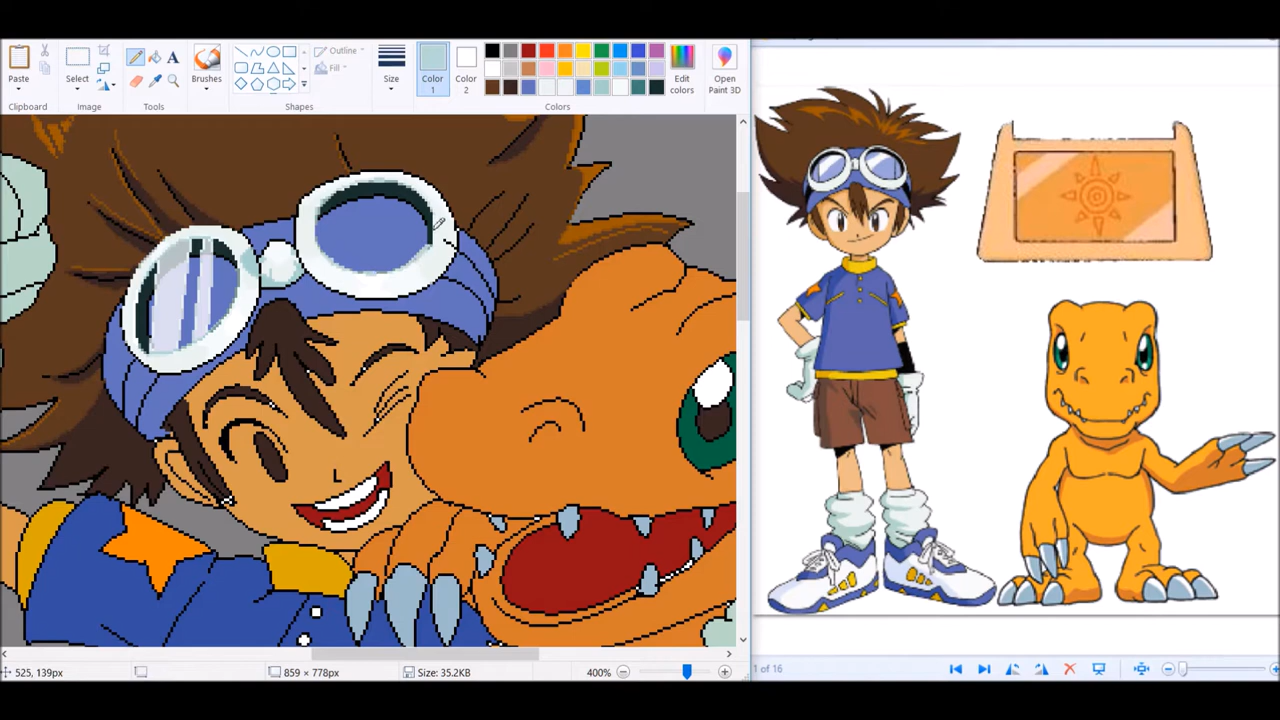 Outline
Fill
Paste
Select
Brushes
Size
Color
1
Color
2
Edit
colors
Open
Paint 3D
Clipboard
Image
Tools
Shapes
Colors
A
525, 139px
859 × 778px
Size: 35.2KB
400%
1 of 16